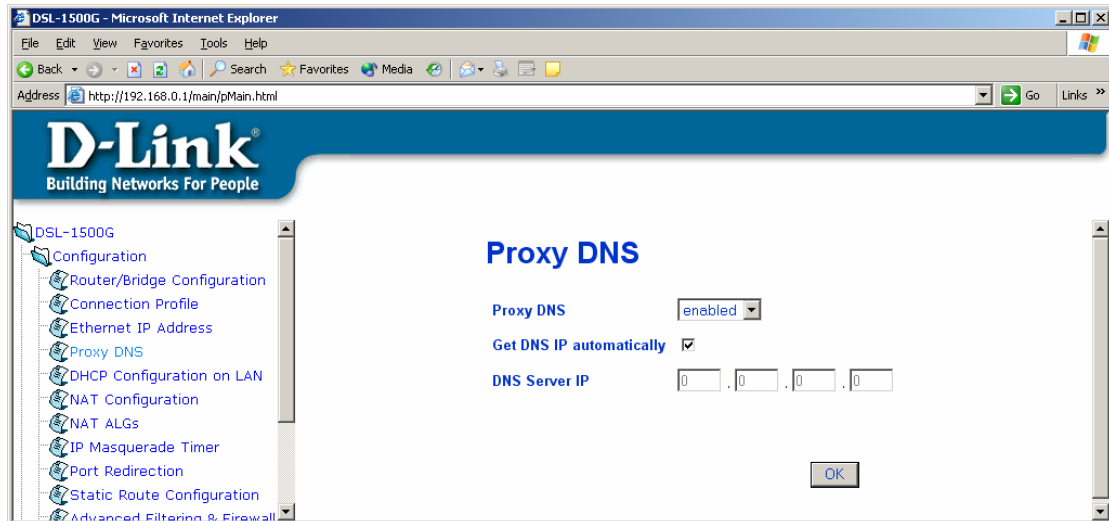 DSL-1500G - Microsoft Internet Explorer
File Edit View Favorites Tools Help
Back Search Favorites Media
Address http://192.168.0.1/main/pMain.html Go Links »
D-Link®
Building Networks For People
DSL-1500G
Configuration
Router/Bridge Configuration
Connection Profile
Ethernet IP Address
Proxy DNS
DHCP Configuration on LAN
NAT Configuration
NAT ALGs
IP Masquerade Timer
Port Redirection
Static Route Configuration
Advanced Filtering & Firewall
Proxy DNS
Proxy DNS enabled
Get DNS IP automatically
DNS Server IP 0 . 0 . 0 . 0
OK